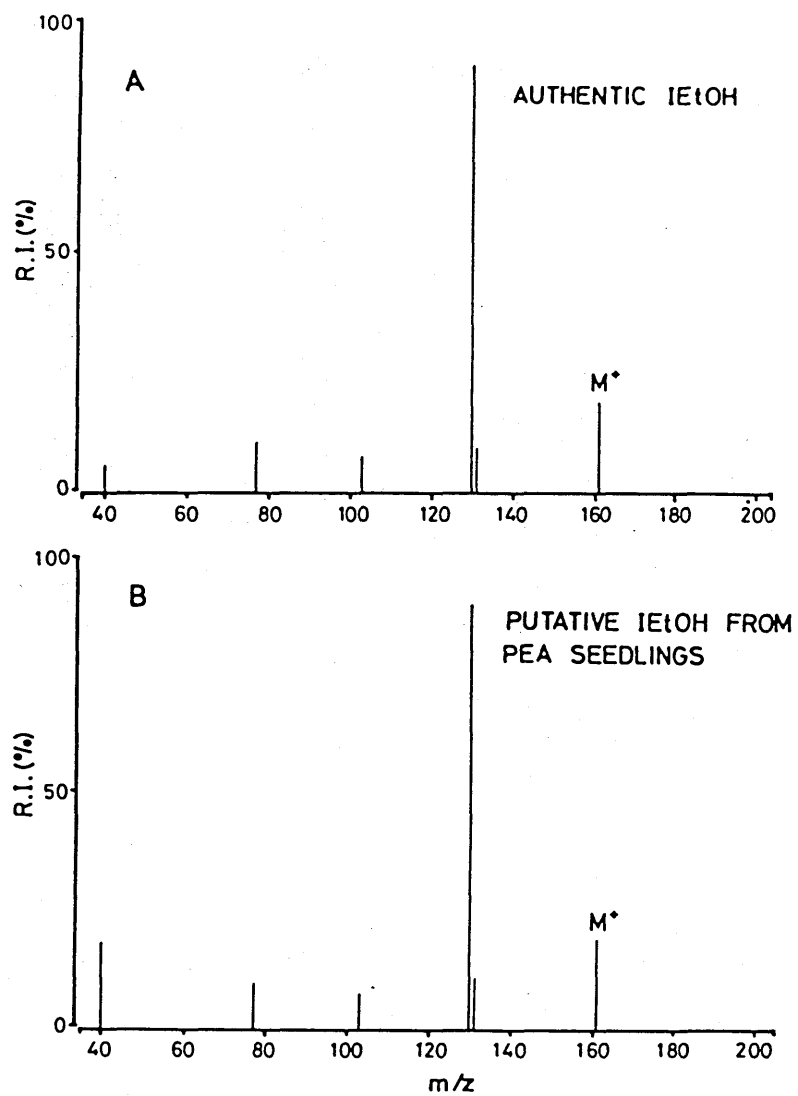 100
A
AUTHENTIC IEtOH
R.I.(%)
50
M⁺
0
40 60 80 100 120 140 160 180 200
100
B
PUTATIVE IEtOH FROM
PEA SEEDLINGS
R.I.(%)
50
M⁺
0
40 60 80 100 120 140 160 180 200
m/z